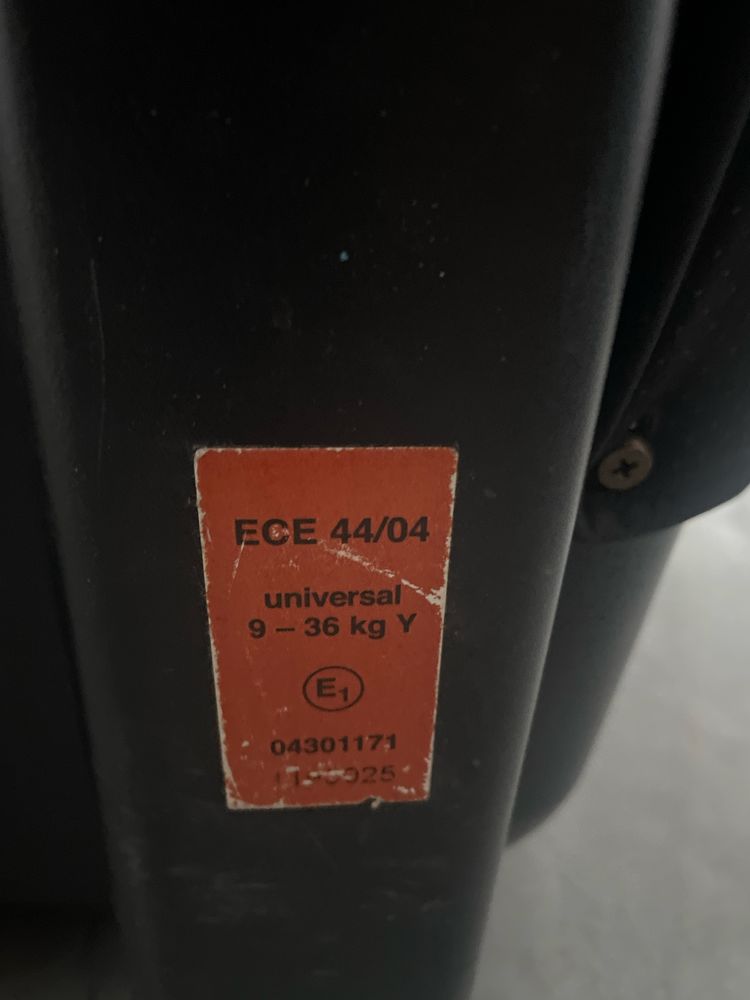 ECE 44/04
universal
9 – 36 kg Y
E1
04301171